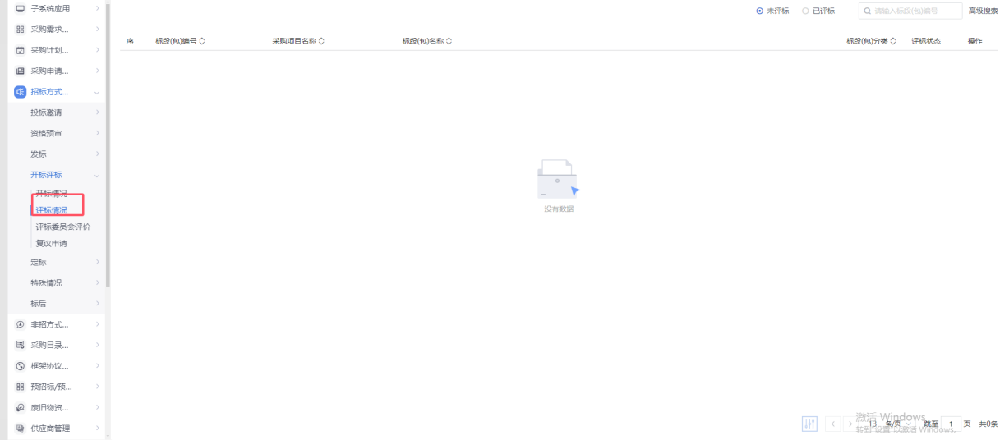 子系统应用
采购需求...
采购计划...
采购申请...
招标方式...
投标邀请
资格预审
发标
开标评标
开标情况
评标情况
评标委员会评价
复议申请
定标
特殊情况
标后
非招方式...
采购目录...
框架协议...
预招标/预...
废旧物资...
供应商管理
未评标 已评标 请输入标段(包)编号 高级搜索
序 标段(包)编号 采购项目名称 标段(包)名称 标段(包)分类 评标状态 操作
没有数据
激活 Windows
转到"设置"以激活 Windows。
13 条/页 跳至 1 页 共0条